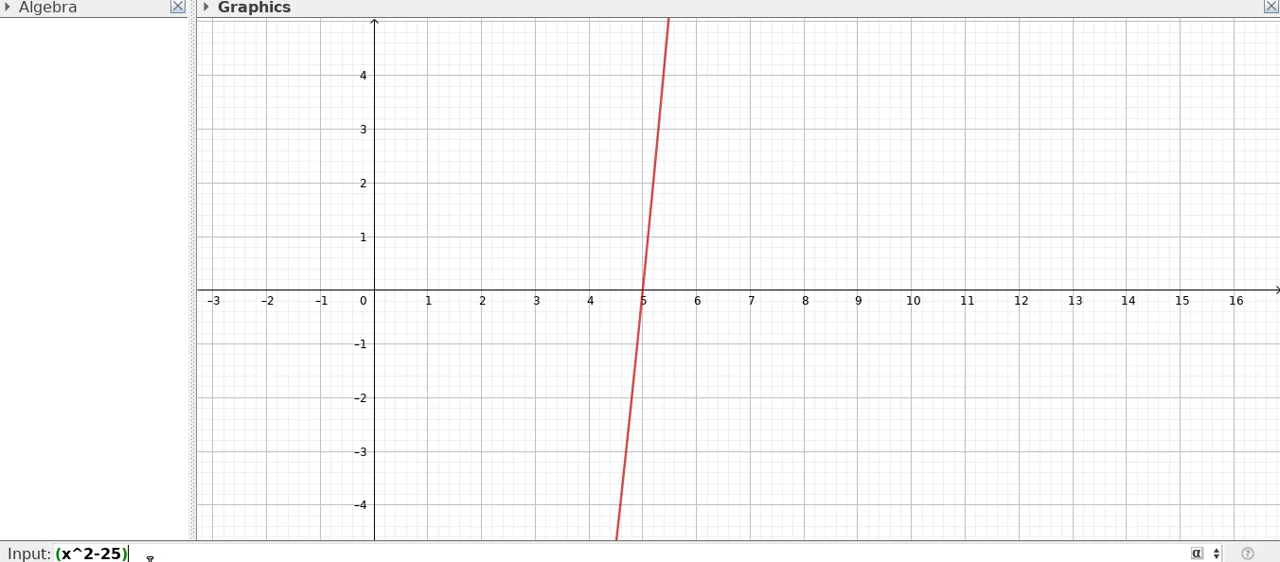 Algebra
Graphics
4
3
2
1
–3 –2 –1 0 1 2 3 4 5 6 7 8 9 10 11 12 13 14 15 16
–1
–2
–3
–4
Input: (x^2-25) α ?